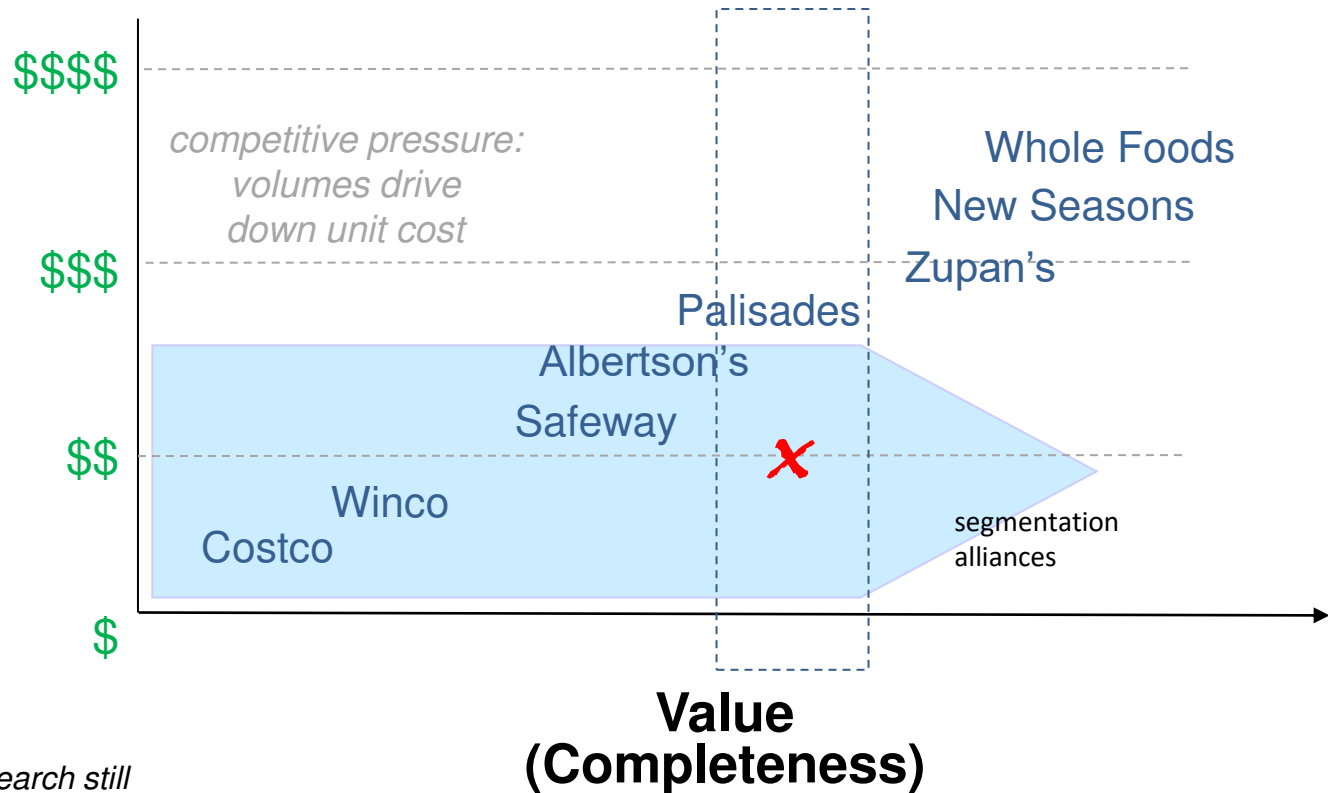 $$$$
competitive pressure:
volumes drive
down unit cost
Whole Foods
New Seasons
$$$
Zupan's
Palisades
Albertson's
Safeway
$$
Winco
Costco
segmentation
alliances
$
Value
(Completeness)
still